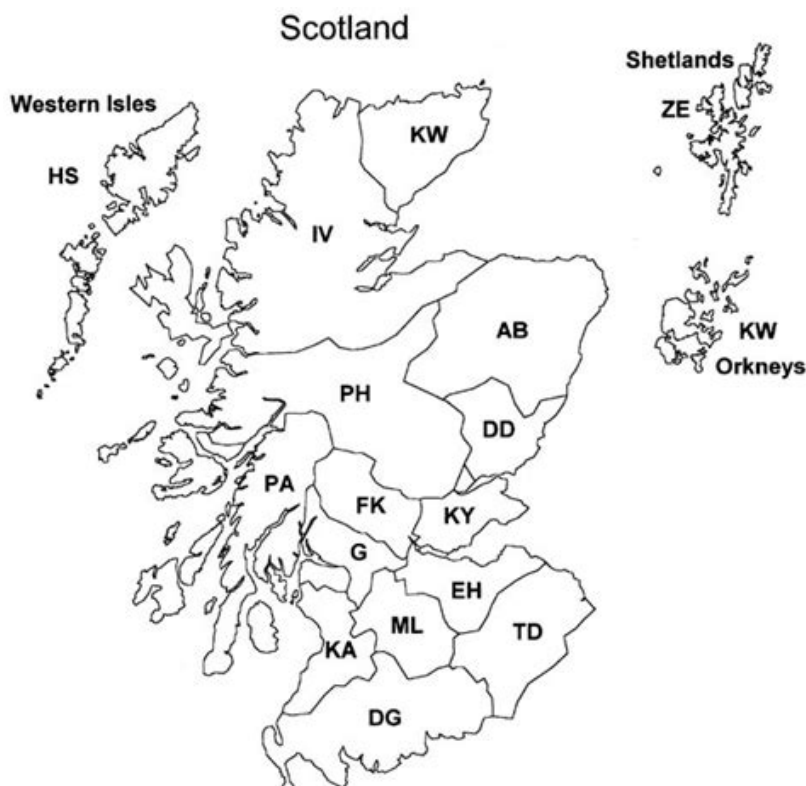 Scotland
Shetlands
ZE
Western Isles
HS
KW
IV
AB
KW
Orkneys
PH
DD
PA
FK
KY
G
EH
ML
TD
KA
DG